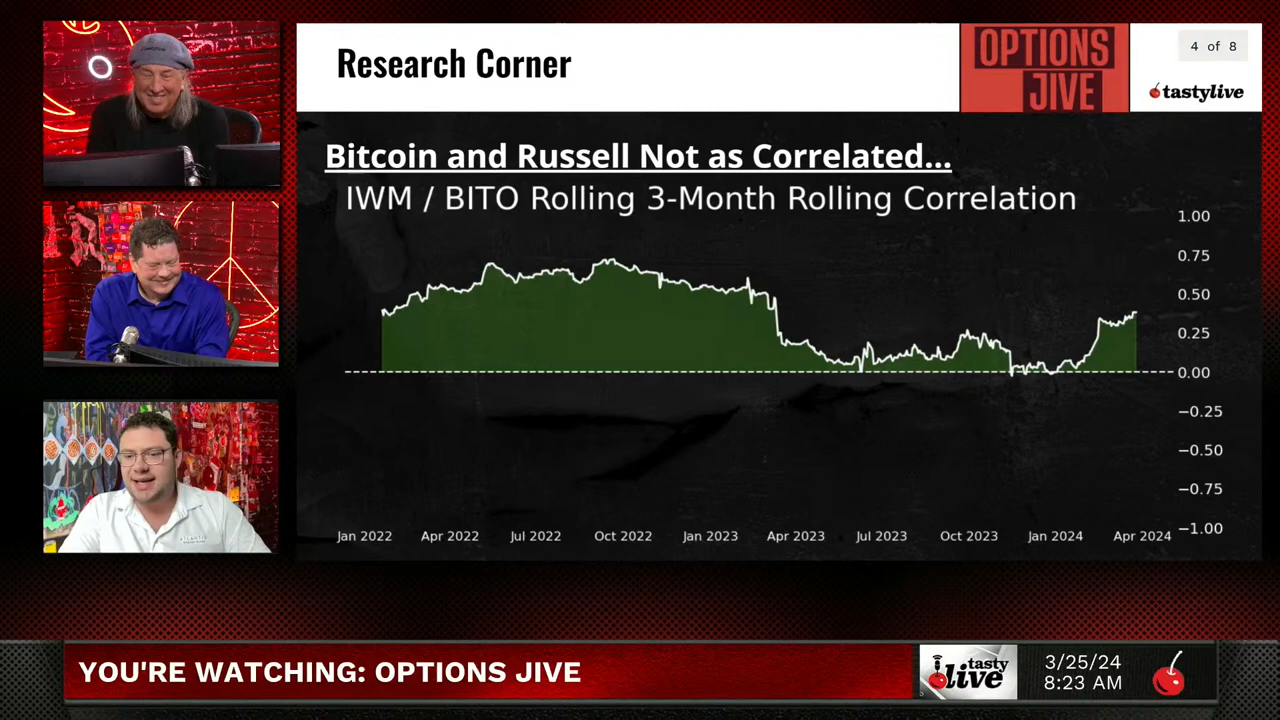 Research Corner
OPTIONS
JIVE
4 of 8
tastylive
Bitcoin and Russell Not as Correlated...
IWM / BITO Rolling 3-Month Rolling Correlation
1.00
0.75
0.50
0.25
0.00
−0.25
−0.50
−0.75
−1.00
Jan 2022 Apr 2022 Jul 2022 Oct 2022 Jan 2023 Apr 2023 Jul 2023 Oct 2023 Jan 2024 Apr 2024
ATLANTIS
YOU'RE WATCHING: OPTIONS JIVE
tasty
live
3/25/24
8:23 AM